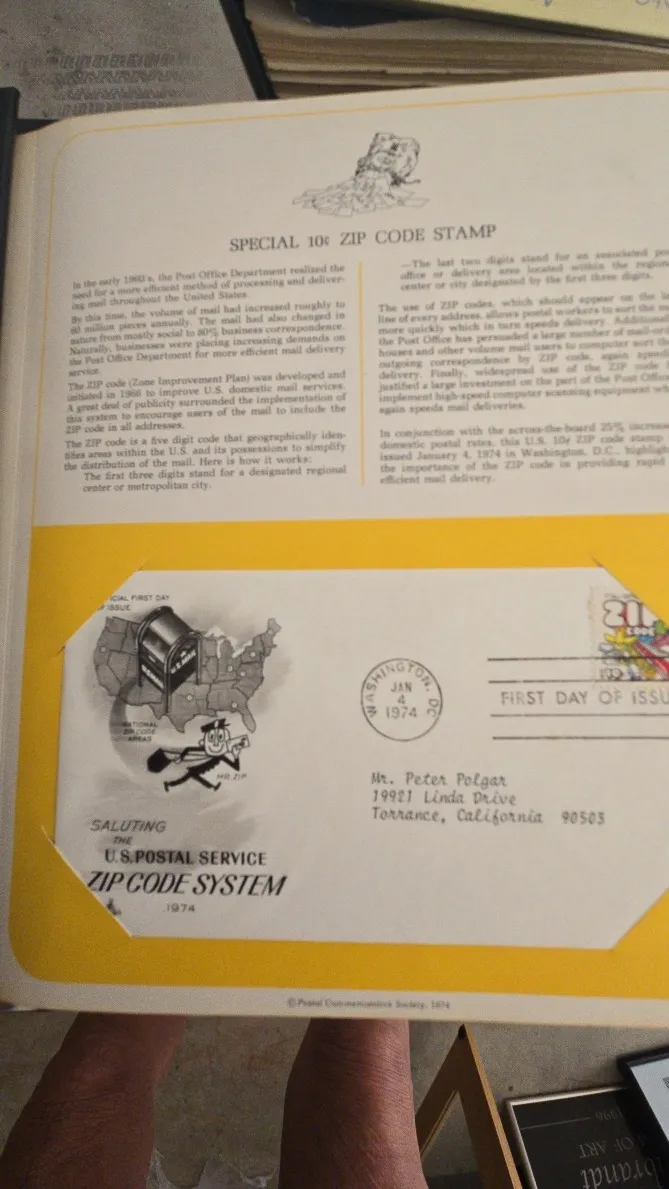 SPECIAL 10¢ ZIP CODE STAMP
In the early 1960's, the Post Office Department realized the
need for a more efficient method of processing and deliver-
ing mail throughout the United States.
By this time, the volume of mail had increased roughly to
60 million pieces annually. The mail had also changed in
nature from mostly social to 80% business correspondence.
Naturally, businesses were placing increasing demands on
the Post Office Department for more efficient mail delivery
service.
The ZIP code (Zone Improvement Plan) was developed and
initiated in 1966 to improve U.S. domestic mail services.
A great deal of publicity surrounded the implementation of
this system to encourage users of the mail to include the
ZIP code in all addresses.
The ZIP code is a five digit code that geographically iden-
tifies areas within the U.S. and its possessions to simplify
the distribution of the mail. Here is how it works:
The first three digits stand for a designated regional
center or metropolitan city.
—The last two digits stand for an associated
office or delivery area located within the
center or city designated by the first three digits.
The use of ZIP codes, which should appear on the
line of every address, allows postal workers to sort the
more quickly which in turn speeds delivery.
the Post Office has persuaded a large number of
houses and other volume mail users to computer sort
outgoing correspondence by ZIP code, again
delivery. Finally, widespread use of the ZIP code
justified a large investment on the part of the Post
implement high-speed computer scanning equipment
again speeds mail deliveries.
In conjunction with the across-the-board 25%
domestic postal rates, this U.S. 10¢ ZIP code stamp
issued January 4, 1974 in Washington, D.C.,
the importance of the ZIP code in providing rapid
efficient mail delivery.
FIRST DAY
ISSUE
U.S. MAIL
NATIONAL
ZIP CODE
AREAS
MR. ZIP
SALUTING
THE
U.S. POSTAL SERVICE
ZIP CODE SYSTEM
1974
WASHINGTON, DC
JAN
4
1974
ZIP
CODE
FIRST DAY OF
Mr. Peter Polgar
19921 Linda Drive
Torrance, California 90503
© Postal Commemorative Society, 1974
1996
OF ART